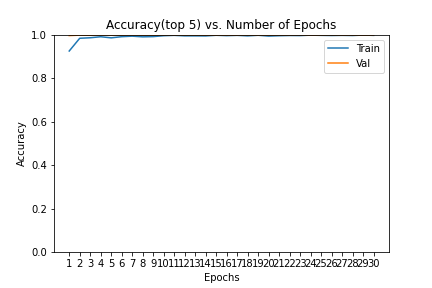 Accuracy(top 5) vs. Number of Epochs
1.0
0.8
0.6
0.4
0.2
0.0
Accuracy
Train
Val
1 2 3 4 5 6 7 8 9 10 11 12 13 14 15 16 17 18 19 20 21 22 23 24 25 26 27 28 29 30
Epochs